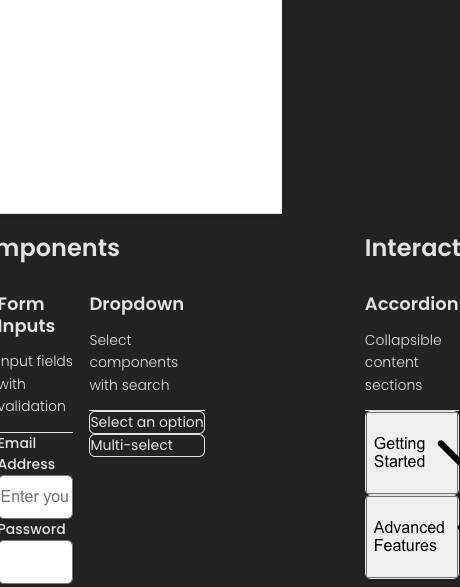 mponents
Interact
Form
Inputs
Input fields
with
validation
Email
Address
Enter you
Password
Dropdown
Select
components
with search
Select an option
Multi-select
Accordion
Collapsible
content
sections
Getting
Started
Advanced
Features